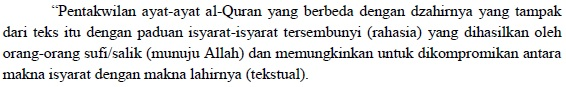 “Pentakwilan ayat-ayat al-Quran yang berbeda dengan dzahirnya yang tampak
dari teks itu dengan paduan isyarat-isyarat tersembunyi (rahasia) yang dihasilkan oleh
orang-orang sufi/salik (munuju Allah) dan memungkinkan untuk dikompromikan antara
makna isyarat dengan makna lahirnya (tekstual).